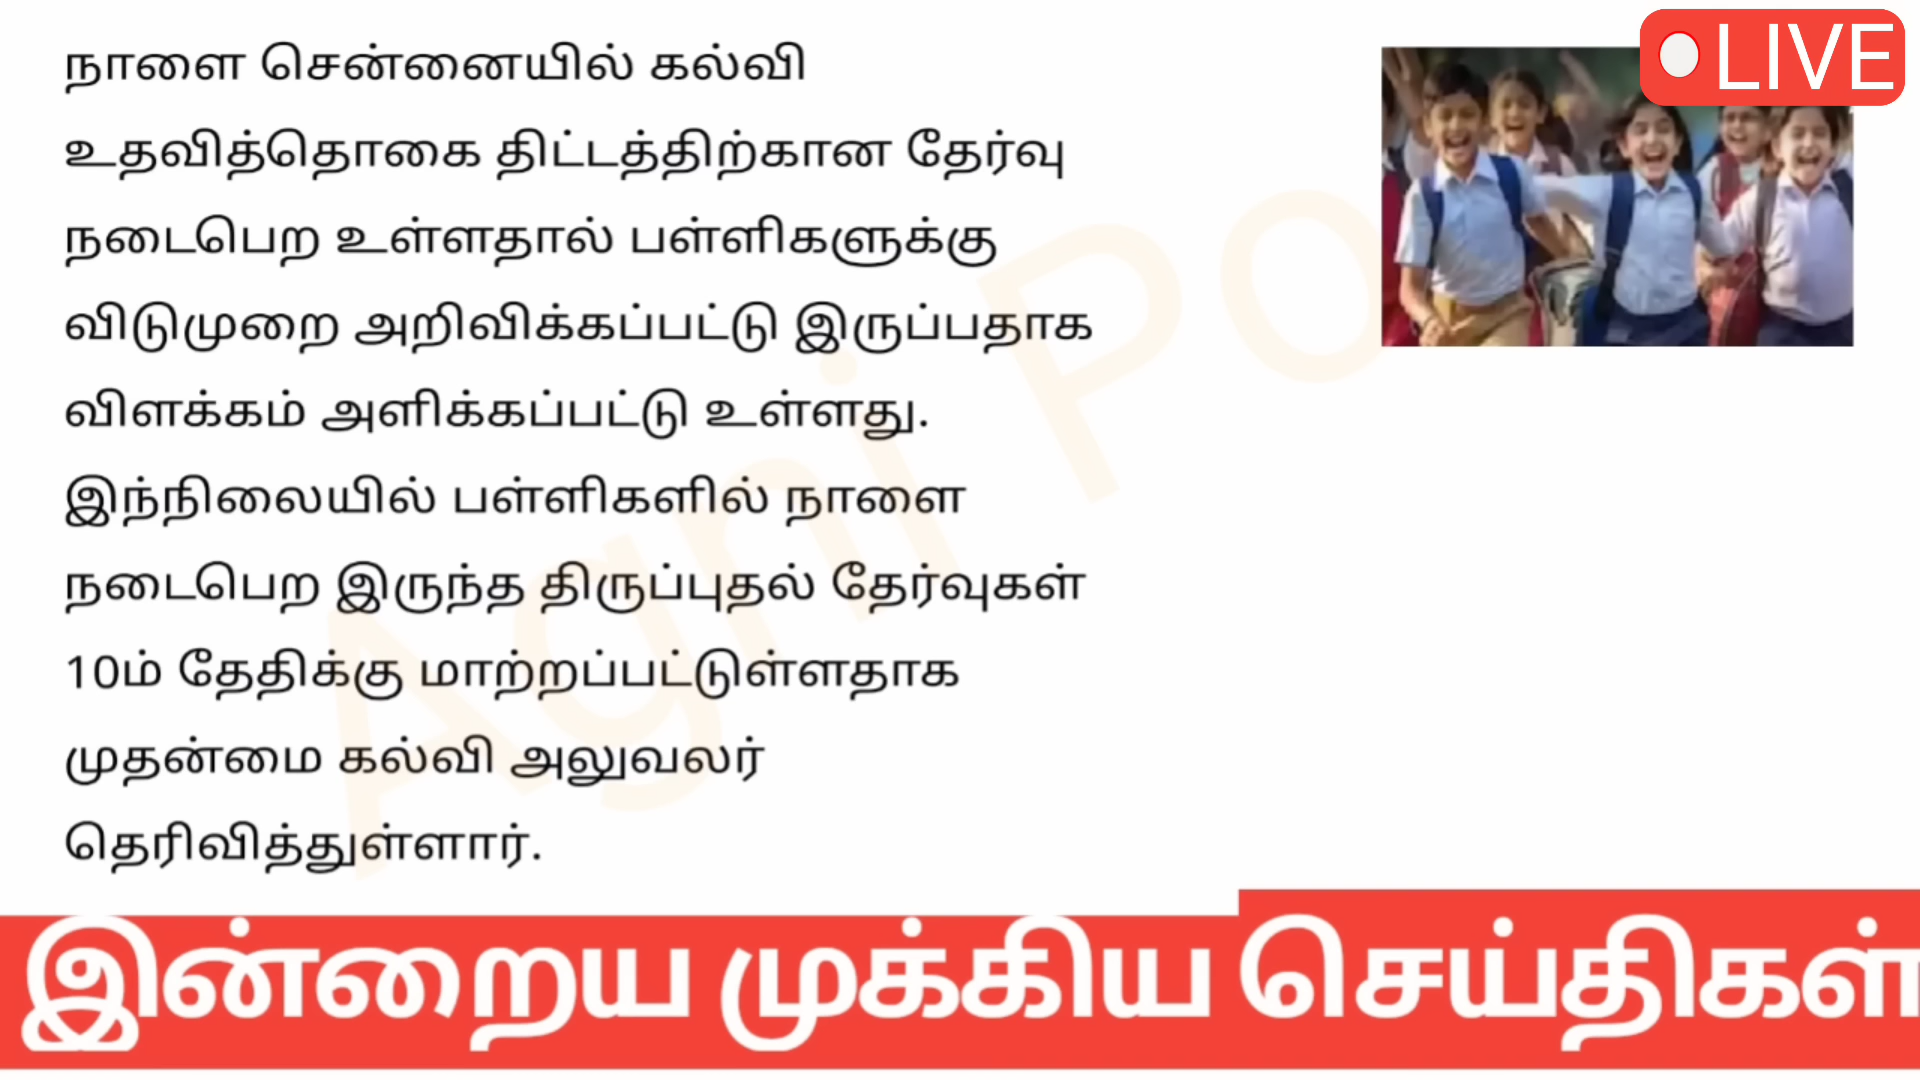 LIVE
நாளை சென்னையில் கல்வி
உதவித்தொகை திட்டத்திற்கான தேர்வு
நடைபெற உள்ளதால் பள்ளிகளுக்கு
விடுமுறை அறிவிக்கப்பட்டு இருப்பதாக
விளக்கம் அளிக்கப்பட்டு உள்ளது.
இந்நிலையில் பள்ளிகளில் நாளை
நடைபெற இருந்த திருப்புதல் தேர்வுகள்
10ம் தேதிக்கு மாற்றப்பட்டுள்ளதாக
முதன்மை கல்வி அலுவலர்
தெரிவித்துள்ளார்.
Agni Po
இன்றைய முக்கிய செய்திகள்